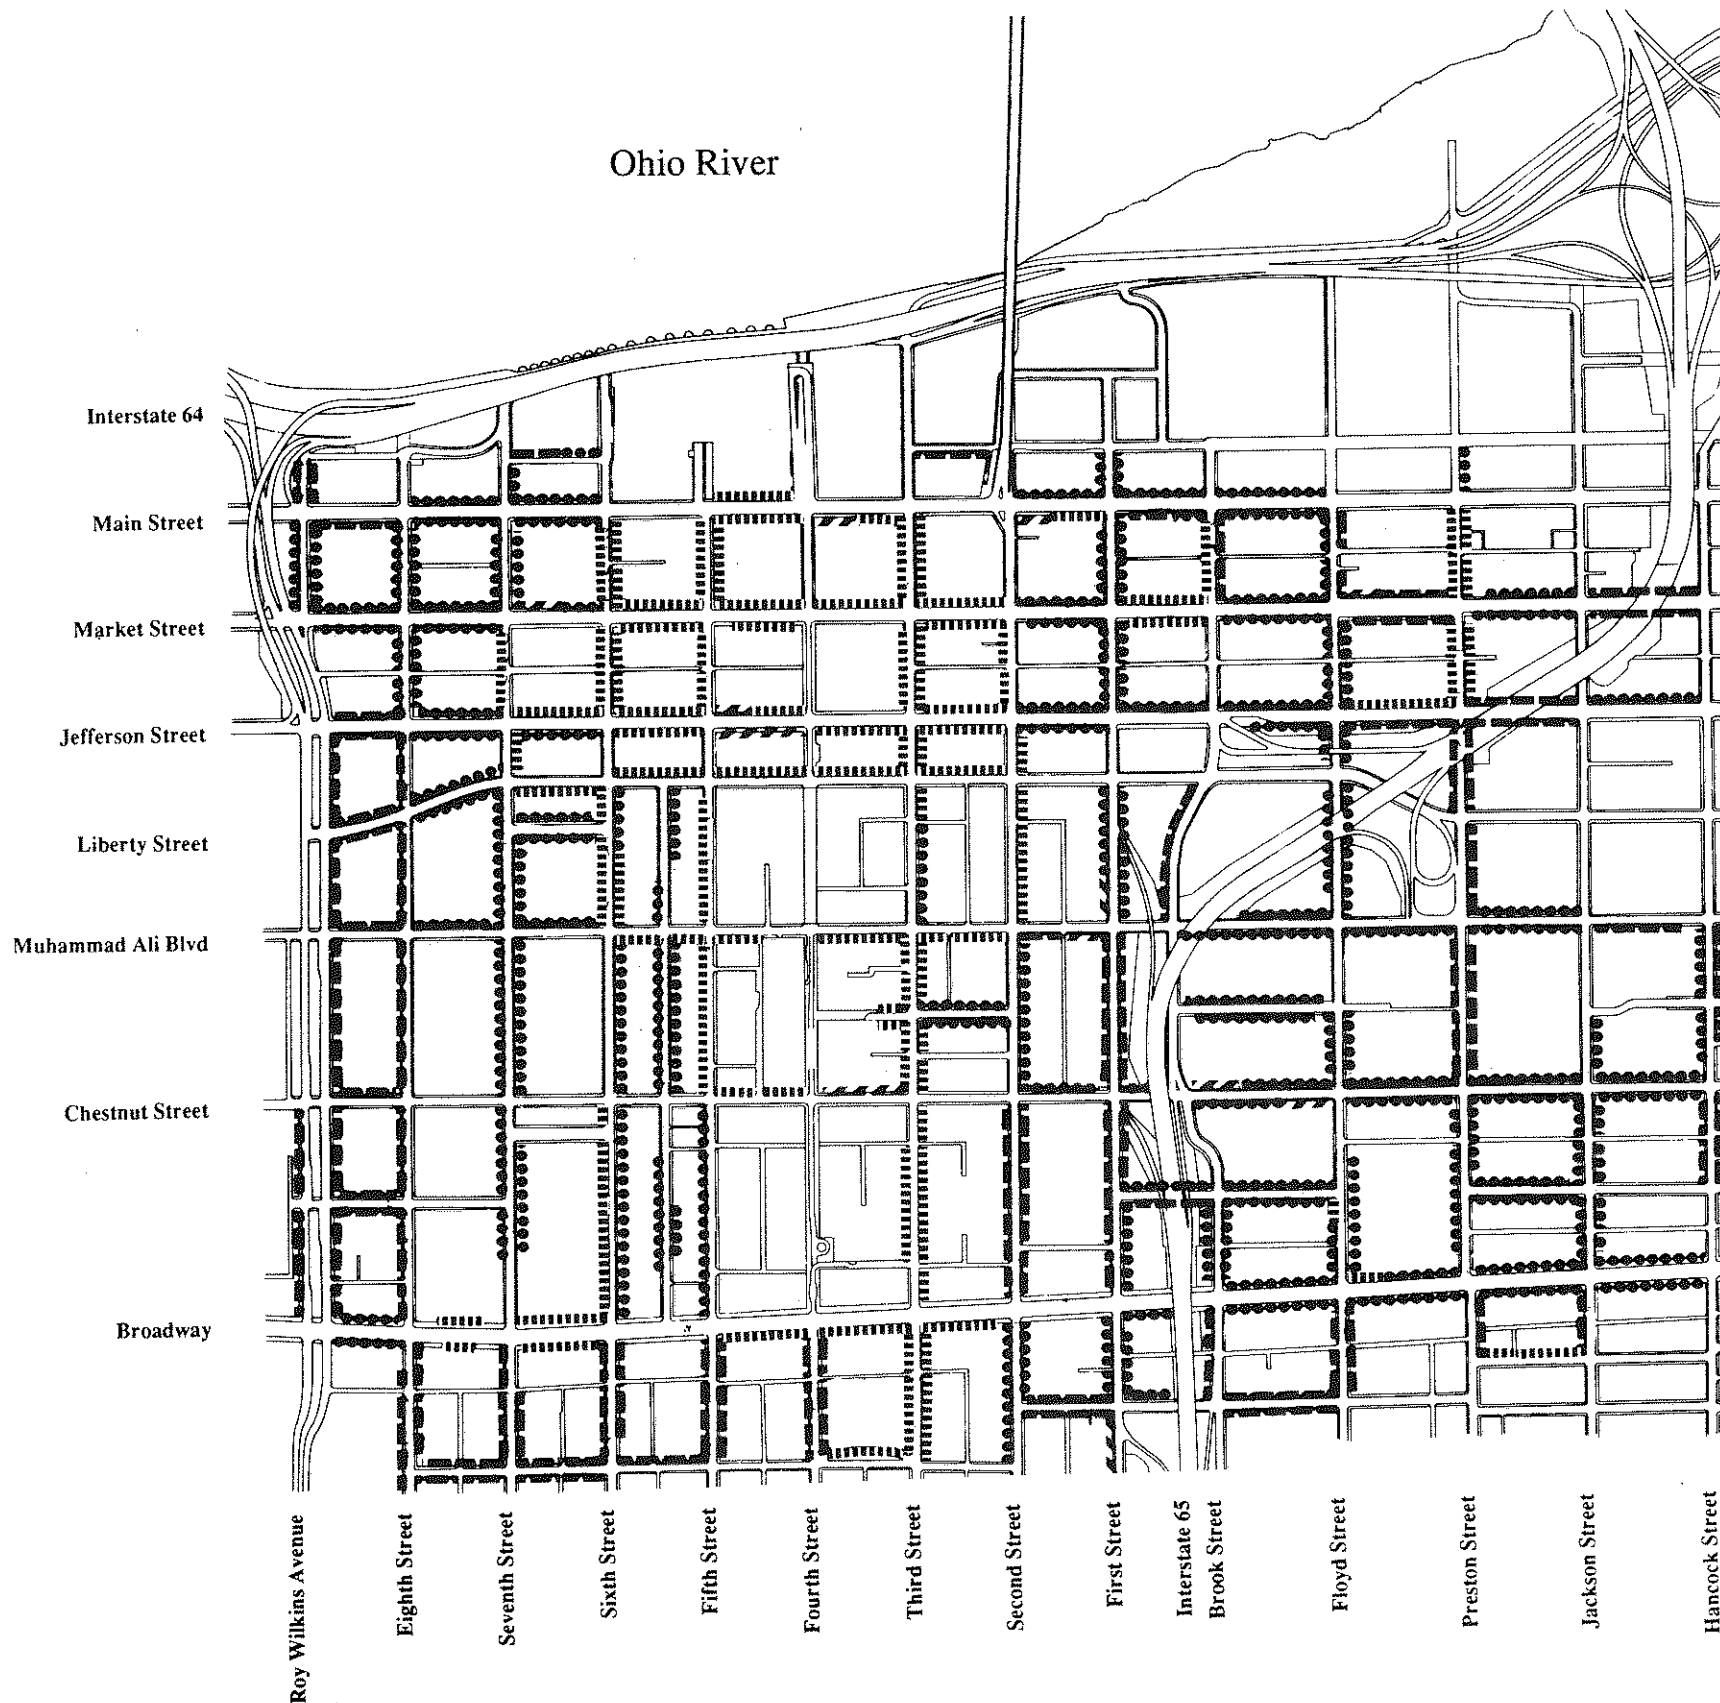 Ohio River
Interstate 64
Main Street
Market Street
Jefferson Street
Liberty Street
Muhammad Ali Blvd
Chestnut Street
Broadway
Roy Wilkins Avenue
Eighth Street
Seventh Street
Sixth Street
Fifth Street
Fourth Street
Third Street
Second Street
First Street
Interstate 65
Brook Street
Floyd Street
Preston Street
Jackson Street
Hancock Street